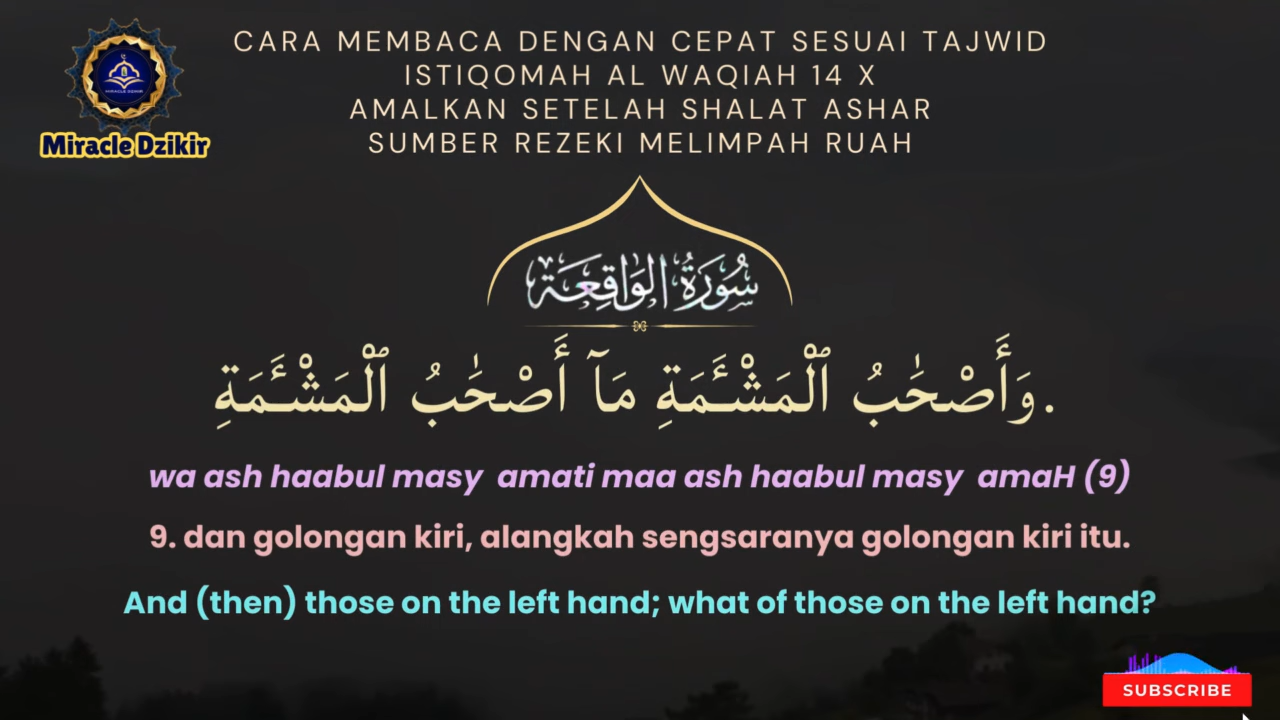 CARA MEMBACA DENGAN CEPAT SESUAI TAJWID
ISTIQOMAH AL WAQIAH 14 X
AMALKAN SETELAH SHALAT ASHAR
SUMBER REZEKI MELIMPAH RUAH
MIRACLE DZIKIR
Miracle Dzikir
سُورَةُ الوَاقِعَة
وَأَصْحَٰبُ ٱلْمَشْـَٔمَةِ مَآ أَصْحَٰبُ ٱلْمَشْـَٔمَةِ.
wa ash haabul masy  amati maa ash haabul masy  amaH (9)
9. dan golongan kiri, alangkah sengsaranya golongan kiri itu.
And (then) those on the left hand; what of those on the left hand?
SUBSCRIBE